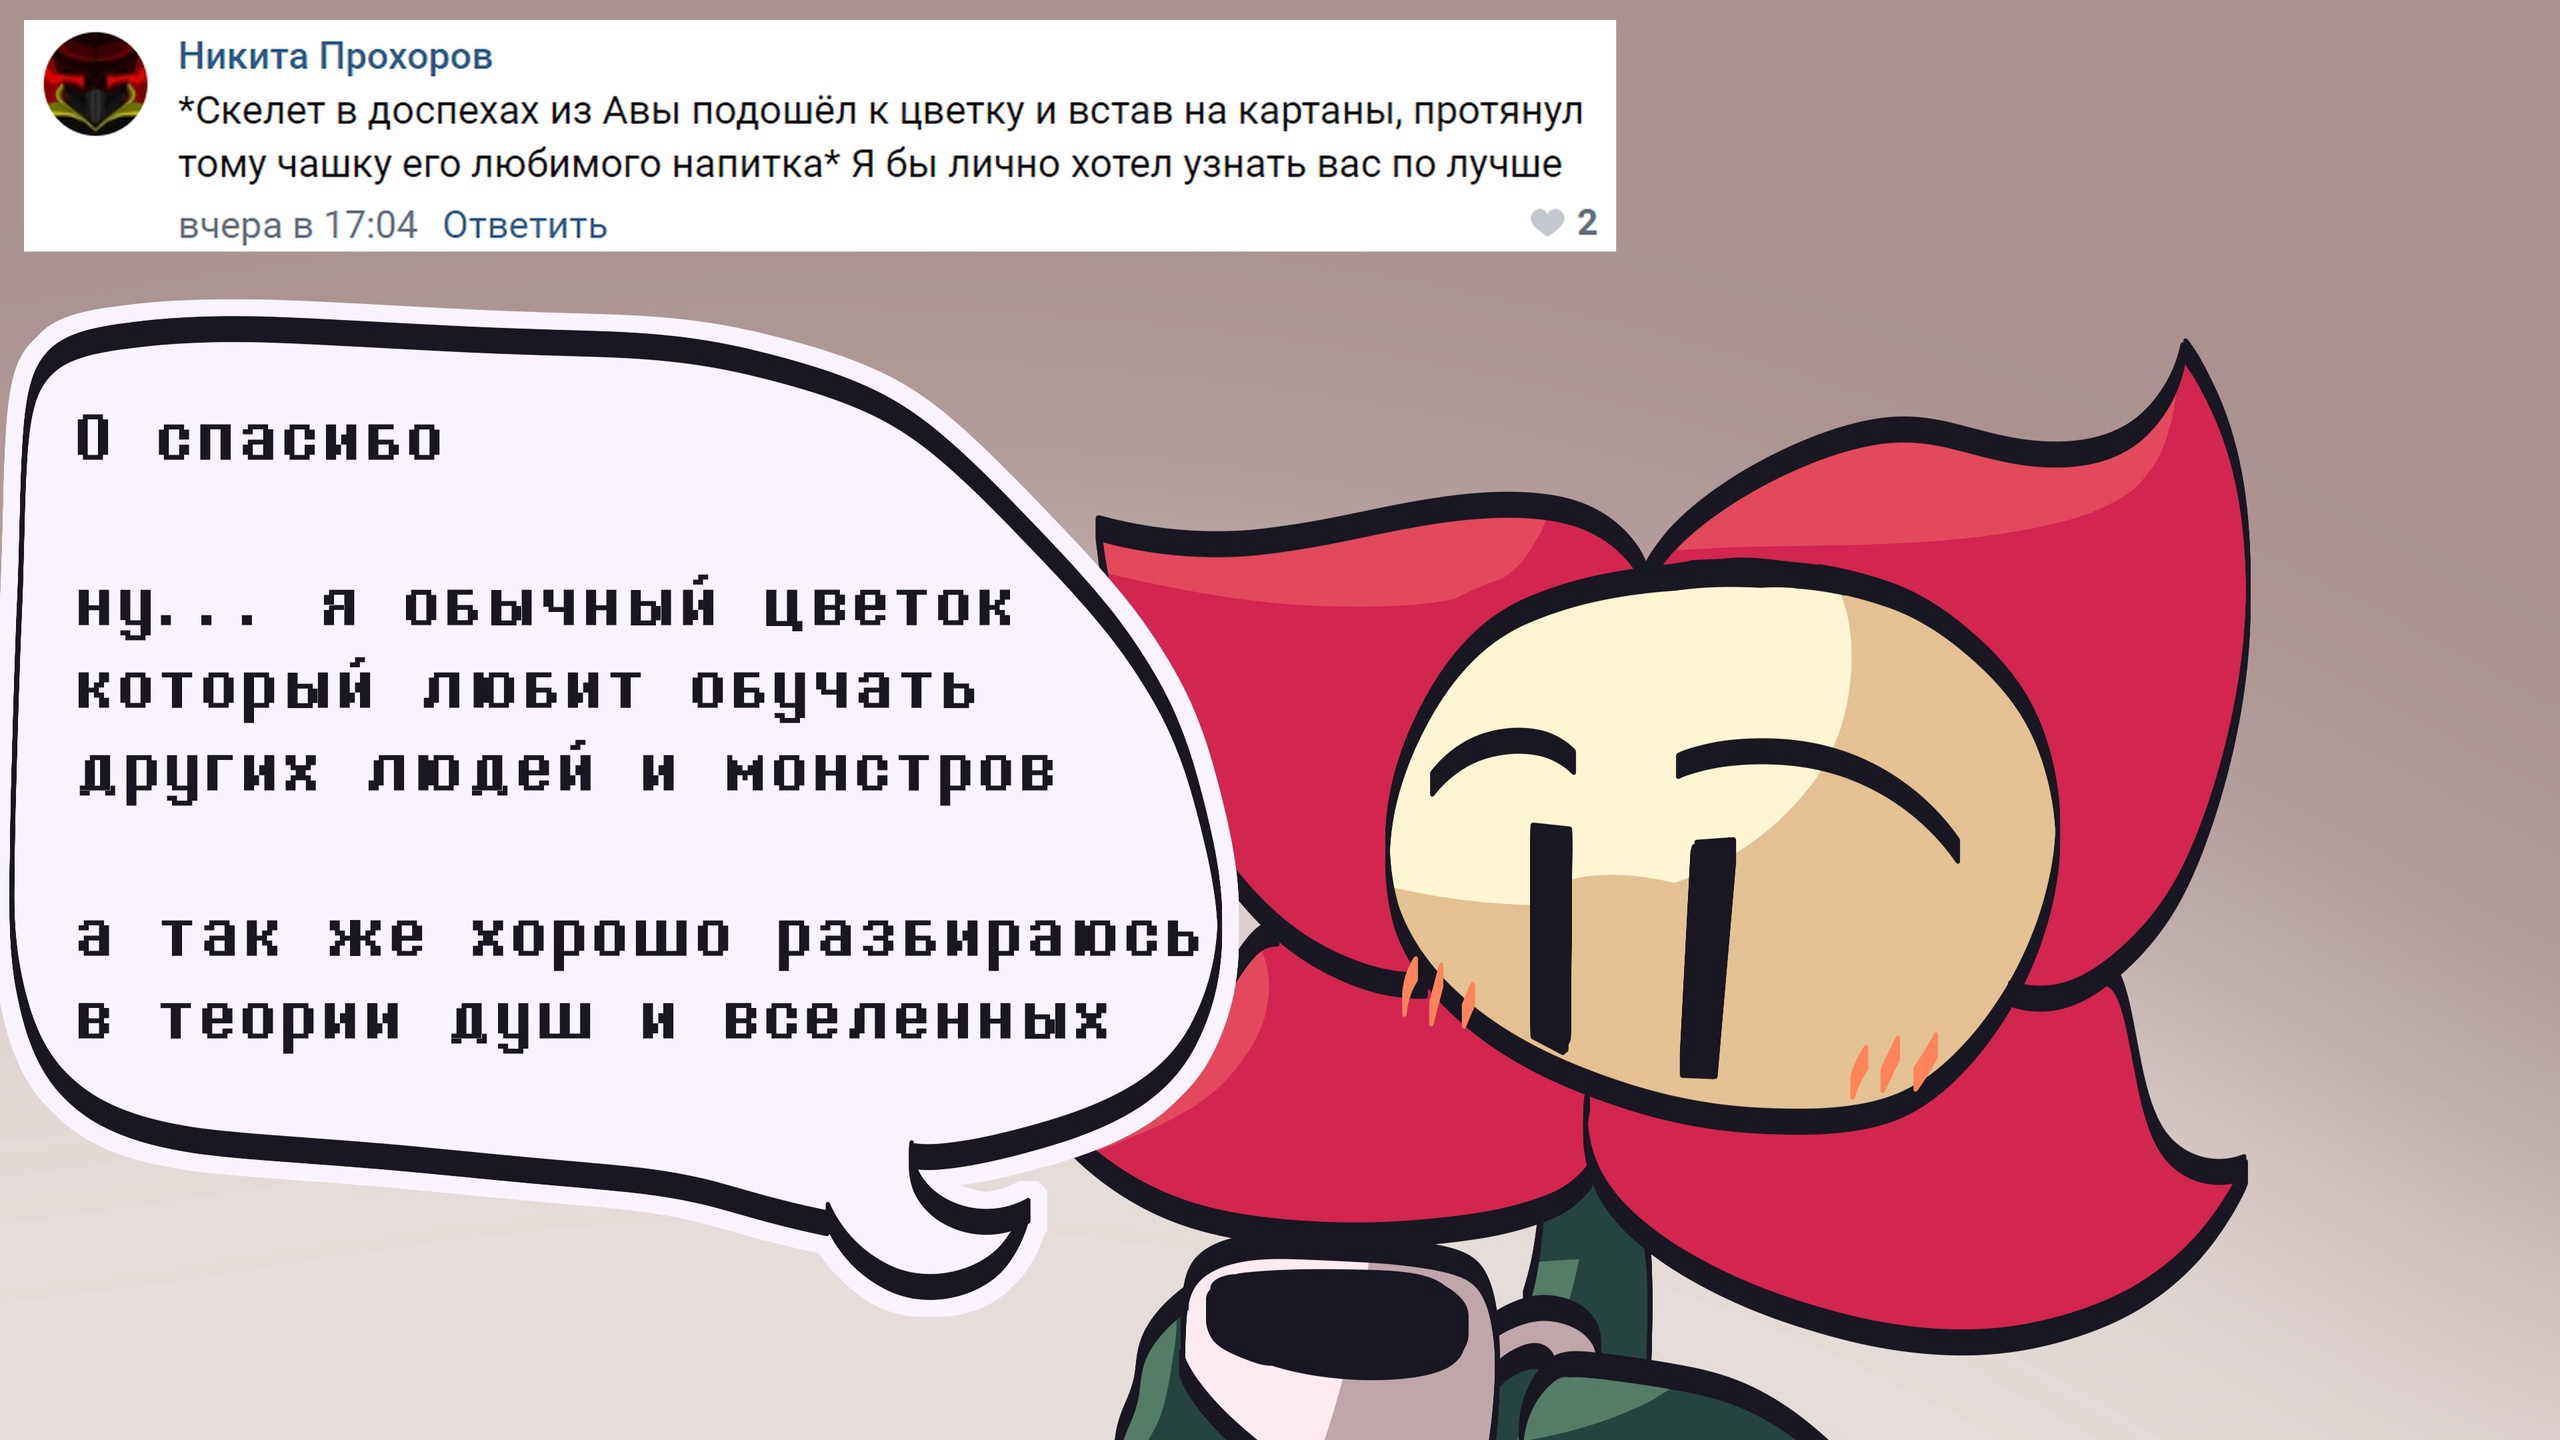 Никита Прохоров
*Скелет в доспехах из Авы подошёл к цветку и встав на картаны, протянул
тому чашку его любимого напитка* Я бы лично хотел узнать вас по лучше
вчера в 17:04 Ответить 2
О спасибо
ну... я обычный цветок
который любит обучать
других людей и монстров
а так же хорошо разбираюсь
в теории душ и вселенных